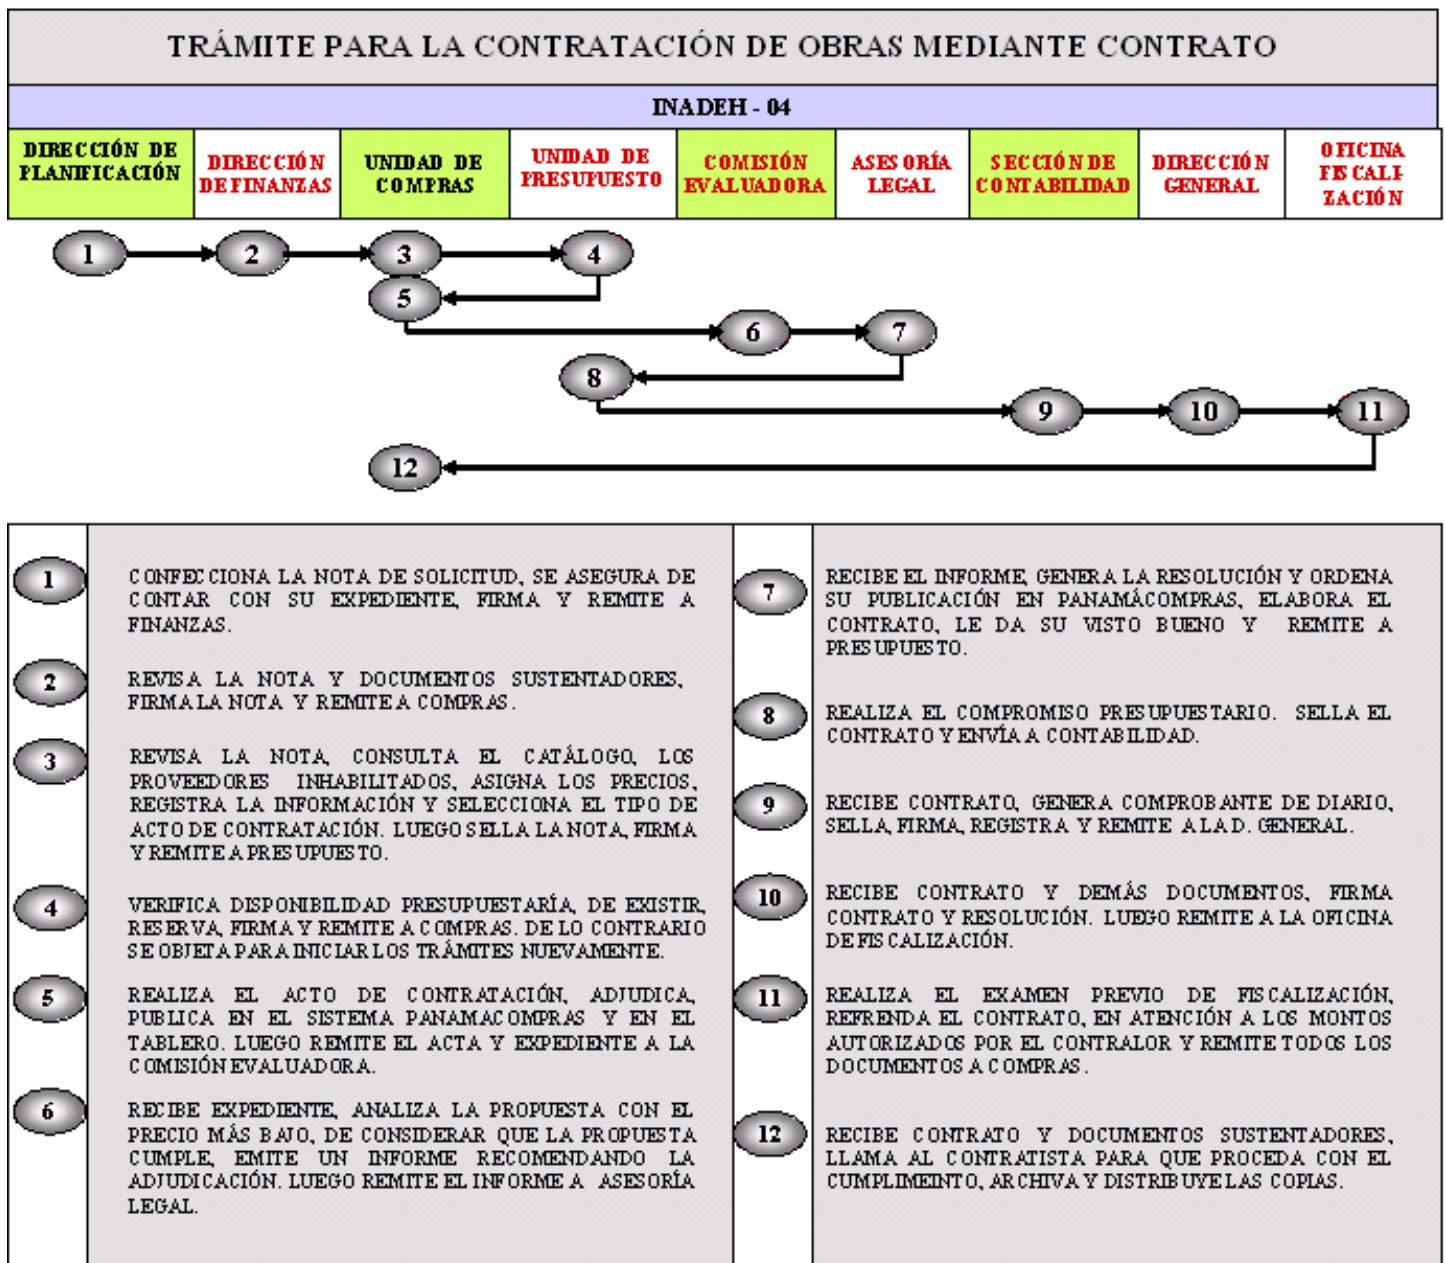 TRÁMITE PARA LA CONTRATACIÓN DE OBRAS MEDIANTE CONTRATO
INADEH - 04
DIRECCIÓN DE
PLANIFICACIÓN
DIRECCIÓN
DE FINANZAS
UNIDAD DE
COMPRAS
UNIDAD DE
PRESUPUESTO
COMISIÓN
EVALUADORA
ASESORÍA
LEGAL
SECCIÓN DE
CONTABILIDAD
DIRECCIÓN
GENERAL
OFICINA
FISCALI-
ZACIÓN
1
2
3
4
5
6
7
8
9
10
11
12
1
CONFECCIONA LA NOTA DE SOLICITUD, SE ASEGURA DE
CONTAR CON SU EXPEDIENTE, FIRMA Y REMITE A
FINANZAS.
2
REVISA LA NOTA Y DOCUMENTOS SUSTENTADORES,
FIRMA LA NOTA Y REMITE A COMPRAS.
3
REVISA LA NOTA, CONSULTA EL CATÁLOGO, LOS
PROVEEDORES INHABILITADOS, ASIGNA LOS PRECIOS,
REGISTRA LA INFORMACIÓN Y SELECCIONA EL TIPO DE
ACTO DE CONTRATACIÓN. LUEGO SELLA LA NOTA, FIRMA
Y REMITE A PRESUPUESTO.
4
VERIFICA DISPONIBILIDAD PRESUPUESTARÍA, DE EXISTIR,
RESERVA, FIRMA Y REMITE A COMPRAS. DE LO CONTRARIO
SE OBJETA PARA INICIAR LOS TRÁMITES NUEVAMENTE.
5
REALIZA EL ACTO DE CONTRATACIÓN, ADJUDICA,
PUBLICA EN EL SISTEMA PANAMACOMPRAS Y EN EL
TABLERO. LUEGO REMITE EL ACTA Y EXPEDIENTE A LA
COMISIÓN EVALUADORA.
6
RECIBE EXPEDIENTE, ANALIZA LA PROPUESTA CON EL
PRECIO MÁS BAJO, DE CONSIDERAR QUE LA PROPUESTA
CUMPLE, EMITE UN INFORME RECOMENDANDO LA
ADJUDICACIÓN. LUEGO REMITE EL INFORME A ASESORÍA
LEGAL.
7
RECIBE EL INFORME, GENERA LA RESOLUCIÓN Y ORDENA
SU PUBLICACIÓN EN PANAMÁCOMPRAS, ELABORA EL
CONTRATO, LE DA SU VISTO BUENO Y REMITE A
PRESUPUESTO.
8
REALIZA EL COMPROMISO PRESUPUESTARIO. SELLA EL
CONTRATO Y ENVÍA A CONTABILIDAD.
9
RECIBE CONTRATO, GENERA COMPROBANTE DE DIARIO,
SELLA, FIRMA, REGISTRA Y REMITE A LA D. GENERAL.
10
RECIBE CONTRATO Y DEMÁS DOCUMENTOS, FIRMA
CONTRATO Y RESOLUCIÓN. LUEGO REMITE A LA OFICINA
DE FISCALIZACIÓN.
11
REALIZA EL EXAMEN PREVIO DE FISCALIZACIÓN,
REFRENDA EL CONTRATO, EN ATENCIÓN A LOS MONTOS
AUTORIZADOS POR EL CONTRALOR Y REMITE TODOS LOS
DOCUMENTOS A COMPRAS.
12
RECIBE CONTRATO Y DOCUMENTOS SUSTENTADORES,
LLAMA AL CONTRATISTA PARA QUE PROCEDA CON EL
CUMPLIMEINTO, ARCHIVA Y DISTRIBUYE LAS COPIAS.